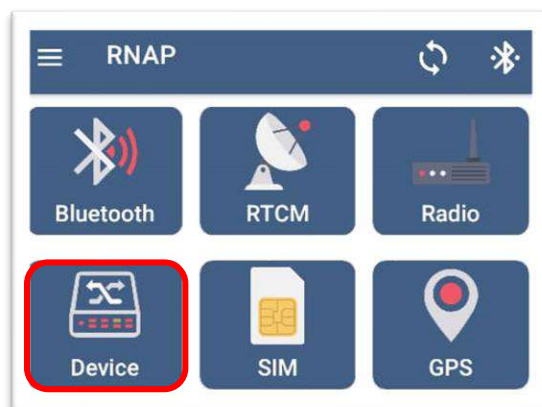 RNAP
Bluetooth
RTCM
Radio
Device
SIM
GPS